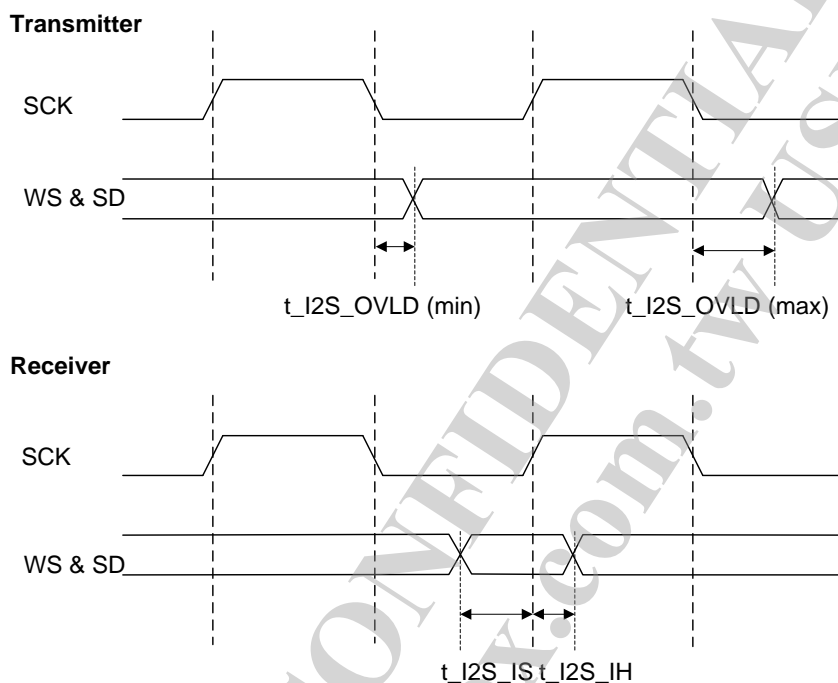 Transmitter
SCK
WS & SD
t_I2S_OVLD (min) t_I2S_OVLD (max)
Receiver
SCK
WS & SD
t_I2S_IS t_I2S_IH